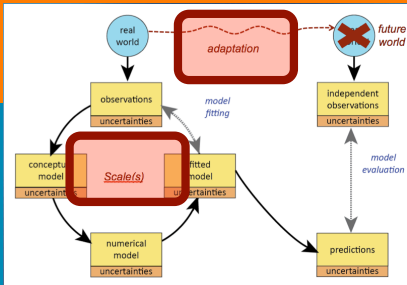 real
world
adaptation
future
world
observations
uncertainties
model
fitting
independent
observations
uncertainties
conceptual
model
uncertainties
Scale(s)
fitted
model
uncertainties
model
evaluation
numerical
model
uncertainties
predictions
uncertainties